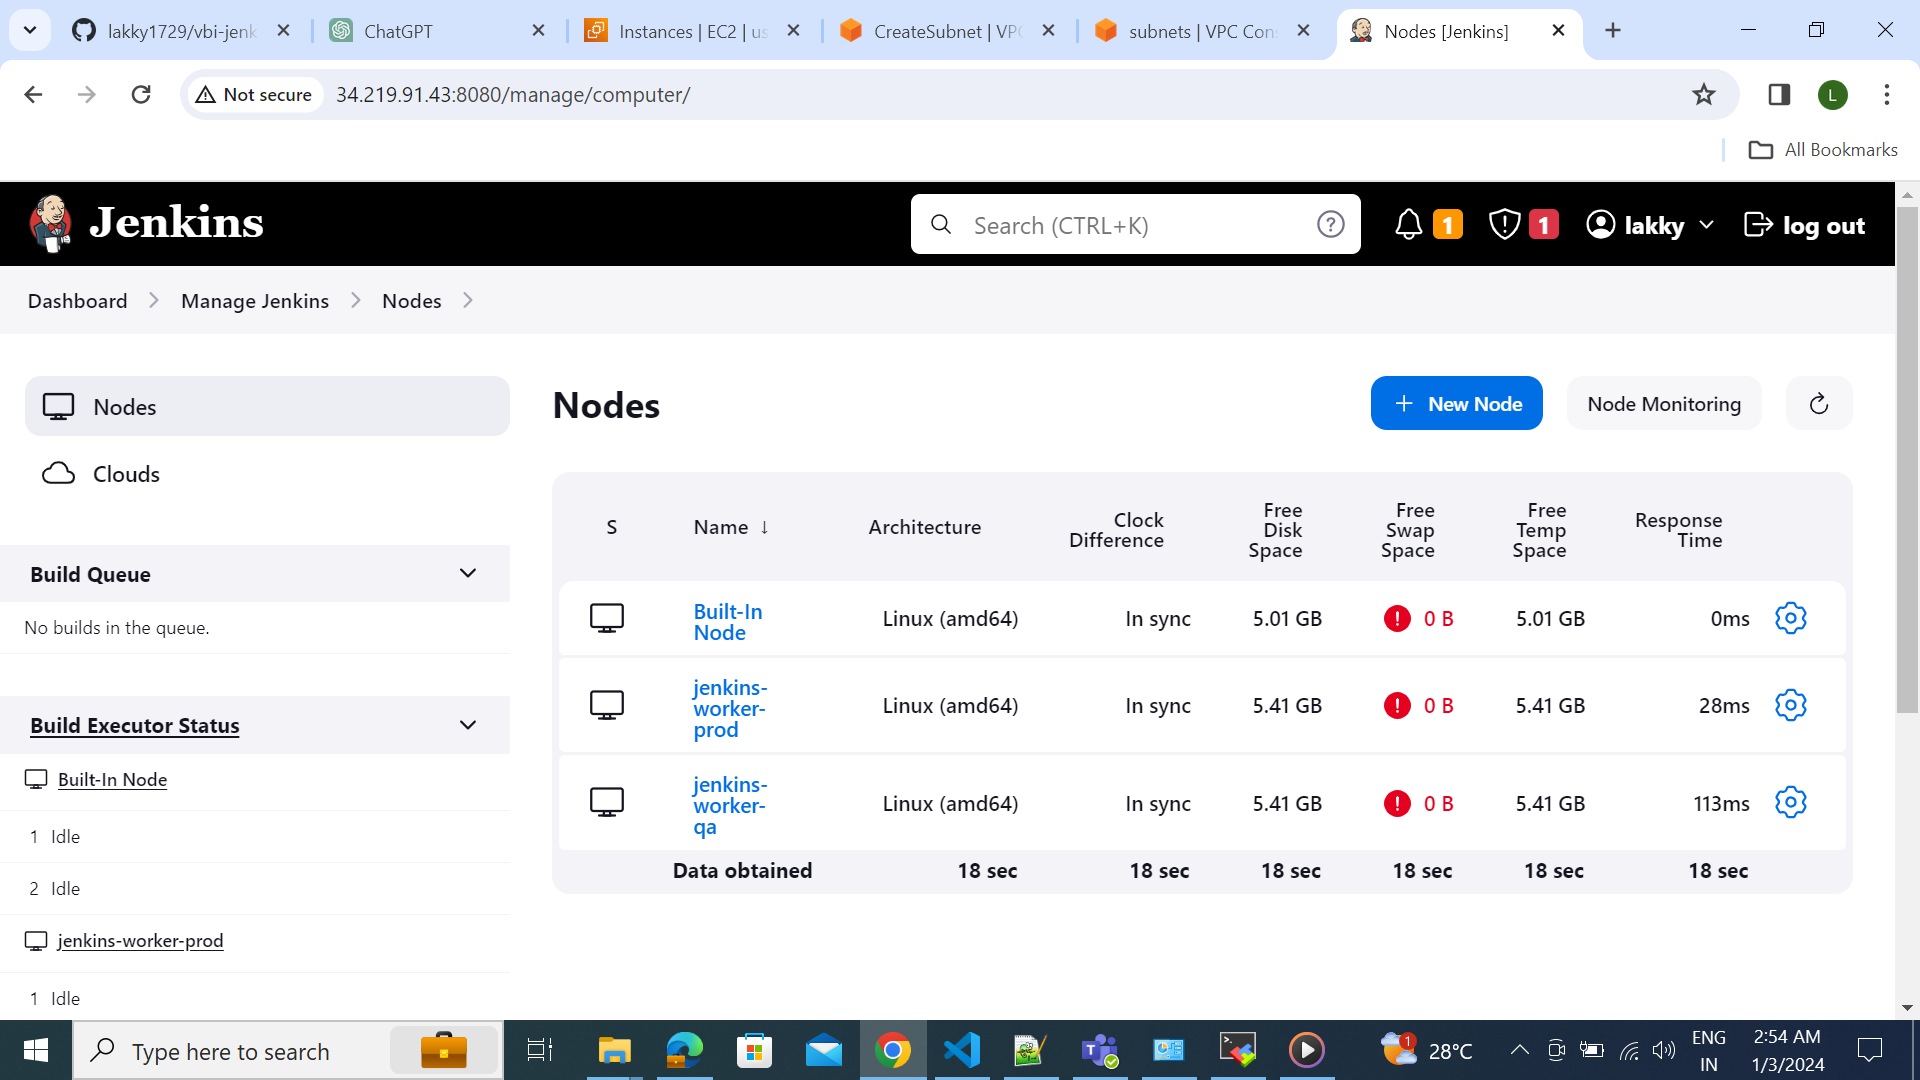 lakky1729/vbi-jenk
ChatGPT
Instances | EC2 | us
CreateSubnet | VPC
subnets | VPC Cons
Nodes [Jenkins]
Not secure
34.219.91.43:8080/manage/computer/
L
All Bookmarks
Jenkins
Search (CTRL+K)
1
1
lakky
log out
Dashboard
Manage Jenkins
Nodes
Nodes
Clouds
Build Queue
No builds in the queue.
Build Executor Status
Built-In Node
1 Idle
2 Idle
jenkins-worker-prod
1 Idle
Nodes
+ New Node
Node Monitoring
S
Name ↓
Architecture
Clock
Difference
Free
Disk
Space
Free
Swap
Space
Free
Temp
Space
Response
Time
Built-In
Node
Linux (amd64)
In sync
5.01 GB
0 B
5.01 GB
0ms
jenkins-
worker-
prod
Linux (amd64)
In sync
5.41 GB
0 B
5.41 GB
28ms
jenkins-
worker-
qa
Linux (amd64)
In sync
5.41 GB
0 B
5.41 GB
113ms
Data obtained
18 sec
18 sec
18 sec
18 sec
18 sec
18 sec
Type here to search
1
28°C
ENG
IN
2:54 AM
1/3/2024